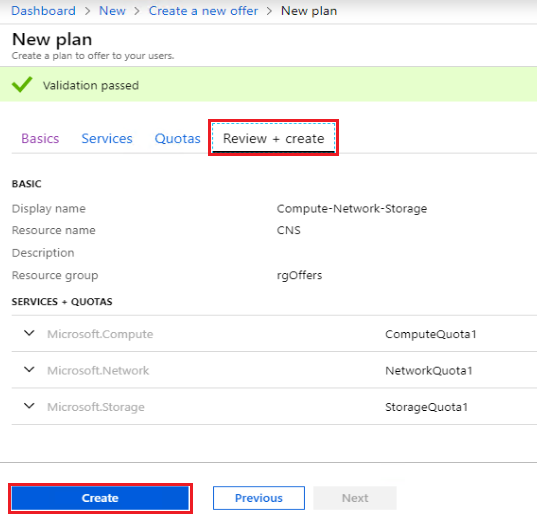 Dashboard > New > Create a new offer > New plan
New plan
Create a plan to offer to your users.
Validation passed
Basics Services Quotas Review + create
BASIC
Display name Compute-Network-Storage
Resource name CNS
Description
Resource group rgOffers
SERVICES + QUOTAS
Microsoft.Compute ComputeQuota1
Microsoft.Network NetworkQuota1
Microsoft.Storage StorageQuota1
Create Previous Next